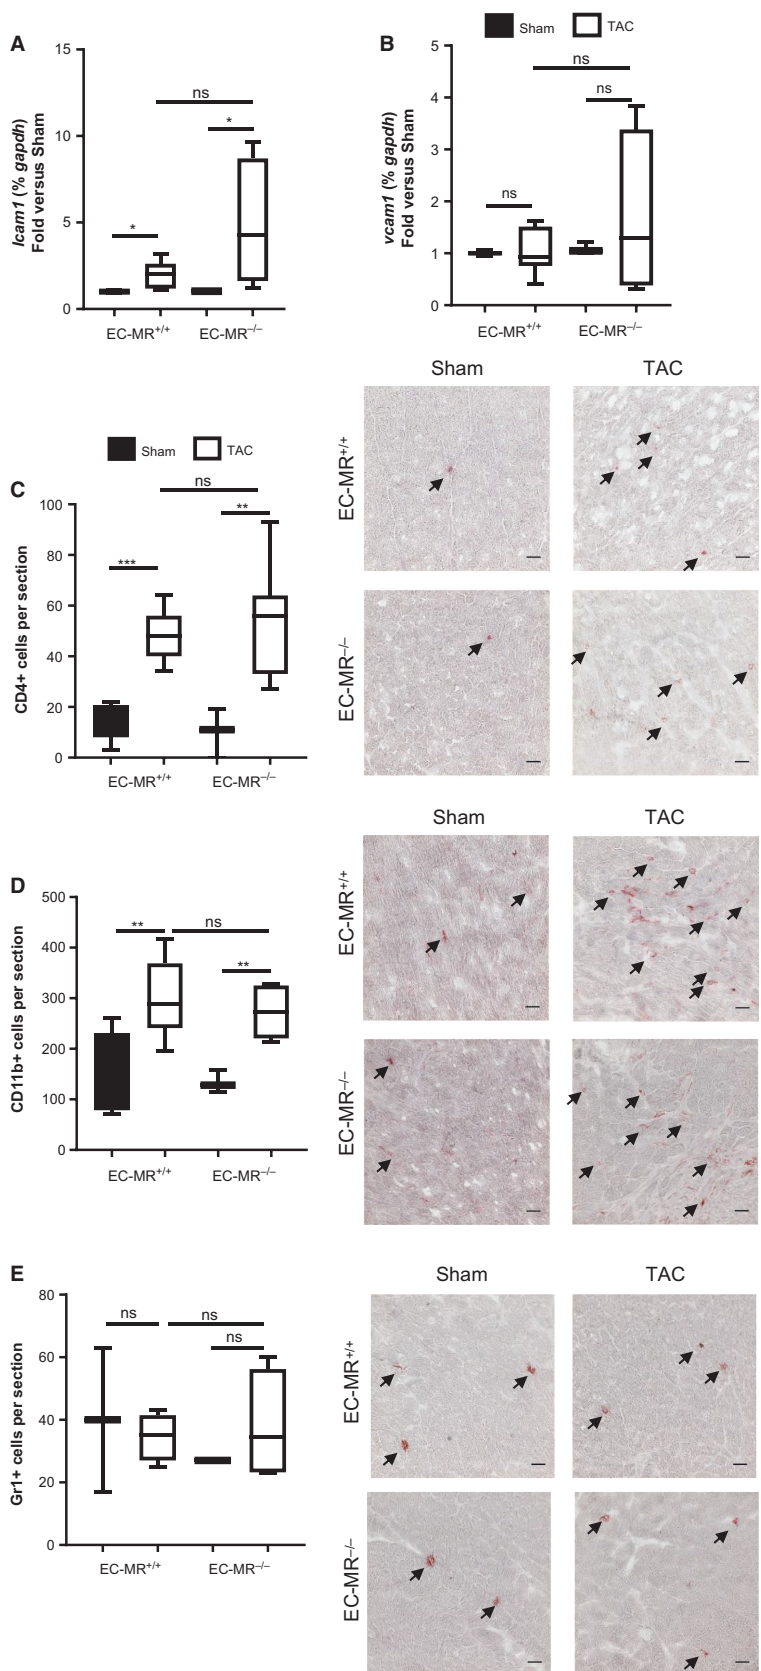 A
Icam1 (% gapdh)
Fold versus Sham
15
10
5
0
ns
*
*
EC-MR+/+
EC-MR−/−
Sham
TAC
B
vcam1 (% gapdh)
Fold versus Sham
5
4
3
2
1
0
ns
ns
ns
EC-MR+/+
EC-MR−/−
Sham
TAC
C
CD4+ cells per section
100
80
60
40
20
0
ns
**
***
EC-MR+/+
EC-MR−/−
Sham
TAC
EC-MR+/+
EC-MR−/−
D
CD11b+ cells per section
500
400
300
200
100
0
**
ns
**
EC-MR+/+
EC-MR−/−
Sham
TAC
EC-MR+/+
EC-MR−/−
E
Gr1+ cells per section
80
60
40
20
0
ns
ns
ns
EC-MR+/+
EC-MR−/−
Sham
TAC
EC-MR+/+
EC-MR−/−